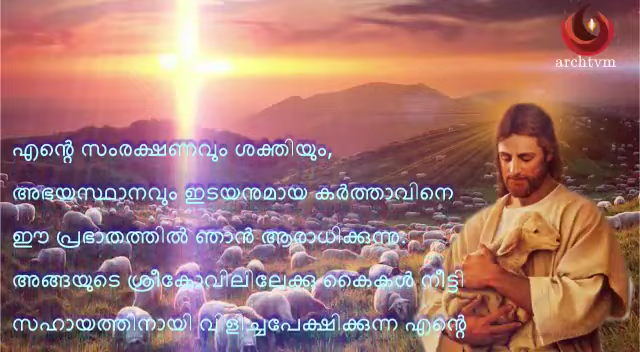 archtvm
എന്റെ സംരക്ഷണവും ശക്തിയും,
അഭയസ്ഥാനവും ഇടയനുമായ കർത്താവിനെ
ഈ പ്രഭാതത്തിൽ ഞാൻ ആരാധിക്കുന്നു.
അങ്ങയുടെ ശ്രീകോവിലിലേക്കു കൈകൾ നീട്ടി
സഹായത്തിനായി വിളിച്ചപേക്ഷിക്കുന്ന എന്റെ